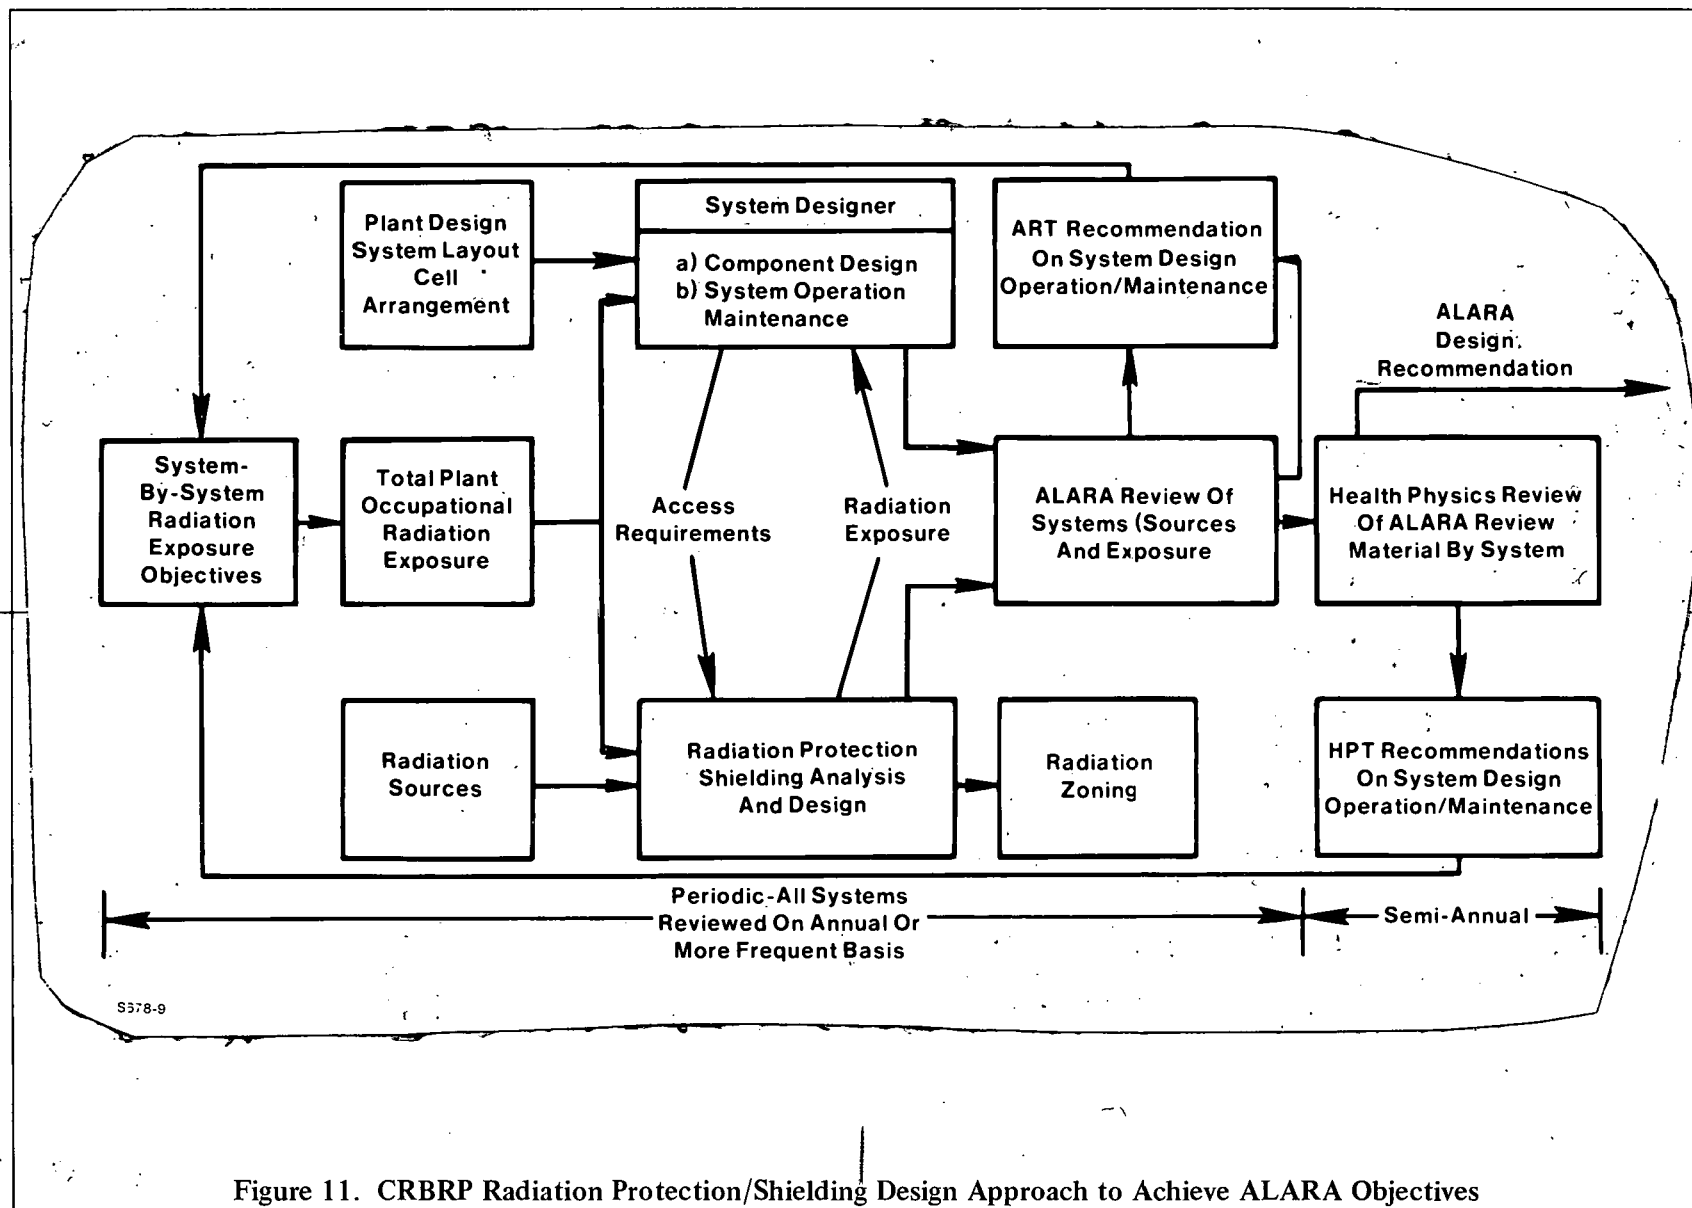 Plant Design
System Layout
Cell
Arrangement
System Designer
a) Component Design
b) System Operation
Maintenance
ART Recommendation
On System Design
Operation/Maintenance
ALARA
Design
Recommendation
System-
By-System
Radiation
Exposure
Objectives
Total Plant
Occupational
Radiation
Exposure
Access
Requirements
Radiation
Exposure
ALARA Review Of
Systems (Sources
And Exposure
Health Physics Review
Of ALARA Review
Material By System
Radiation
Sources
Radiation Protection
Shielding Analysis
And Design
Radiation
Zoning
HPT Recommendations
On System Design
Operation/Maintenance
Periodic-All Systems
Reviewed On Annual Or
More Frequent Basis
Semi-Annual
Figure 11. CRBRP Radiation Protection/Shielding Design Approach to Achieve ALARA Objectives